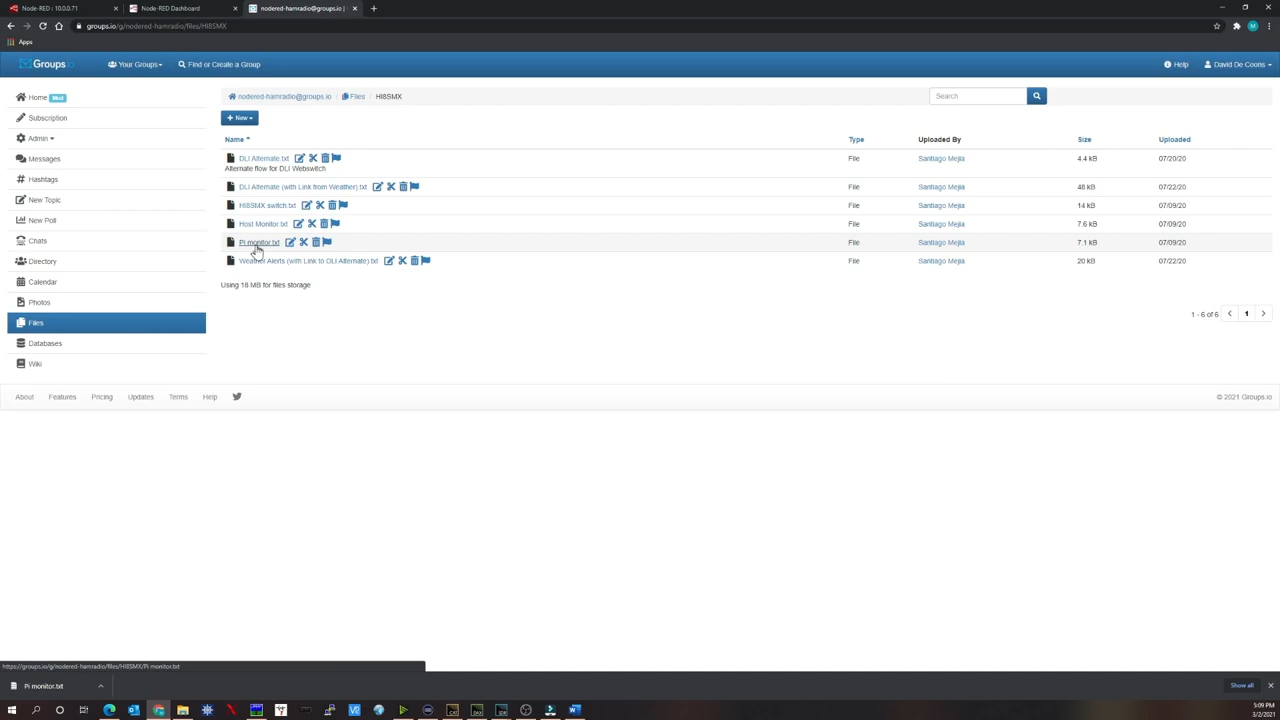 Node-RED : 10.0.0.71
Node-RED Dashboard
nodered-hamradio@groups.io |
groups.io/g/nodered-hamradio/files/HI8SMX
M
Apps
Groups.io
Your Groups
Find or Create a Group
Help
David De Coons
Home Mod
Subscription
Admin
Messages
Hashtags
New Topic
New Poll
Chats
Directory
Calendar
Photos
Files
Databases
Wiki
nodered-hamradio@groups.io / Files / HI8SMX
Search
+ New
Name Type Uploaded By Size Uploaded
DLI Alternate.txt File Santiago Mejia 4.4 kB 07/20/20
Alternate flow for DLI Webswitch
DLI Alternate (with Link from Weather).txt File Santiago Mejia 48 kB 07/22/20
HI8SMX switch.txt File Santiago Mejia 14 kB 07/09/20
Host Monitor.txt File Santiago Mejia 7.6 kB 07/09/20
Pi monitor.txt File Santiago Mejia 7.1 kB 07/09/20
Weather Alerts (with Link to DLI Alternate).txt File Santiago Mejia 20 kB 07/22/20
Using 18 MB for files storage
1 - 6 of 6
1
About Features Pricing Updates Terms Help
© 2021 Groups.io
https://groups.io/g/nodered-hamradio/files/HI8SMX/Pi monitor.txt
Pi monitor.txt
Show all
5:09 PM
3/2/2021